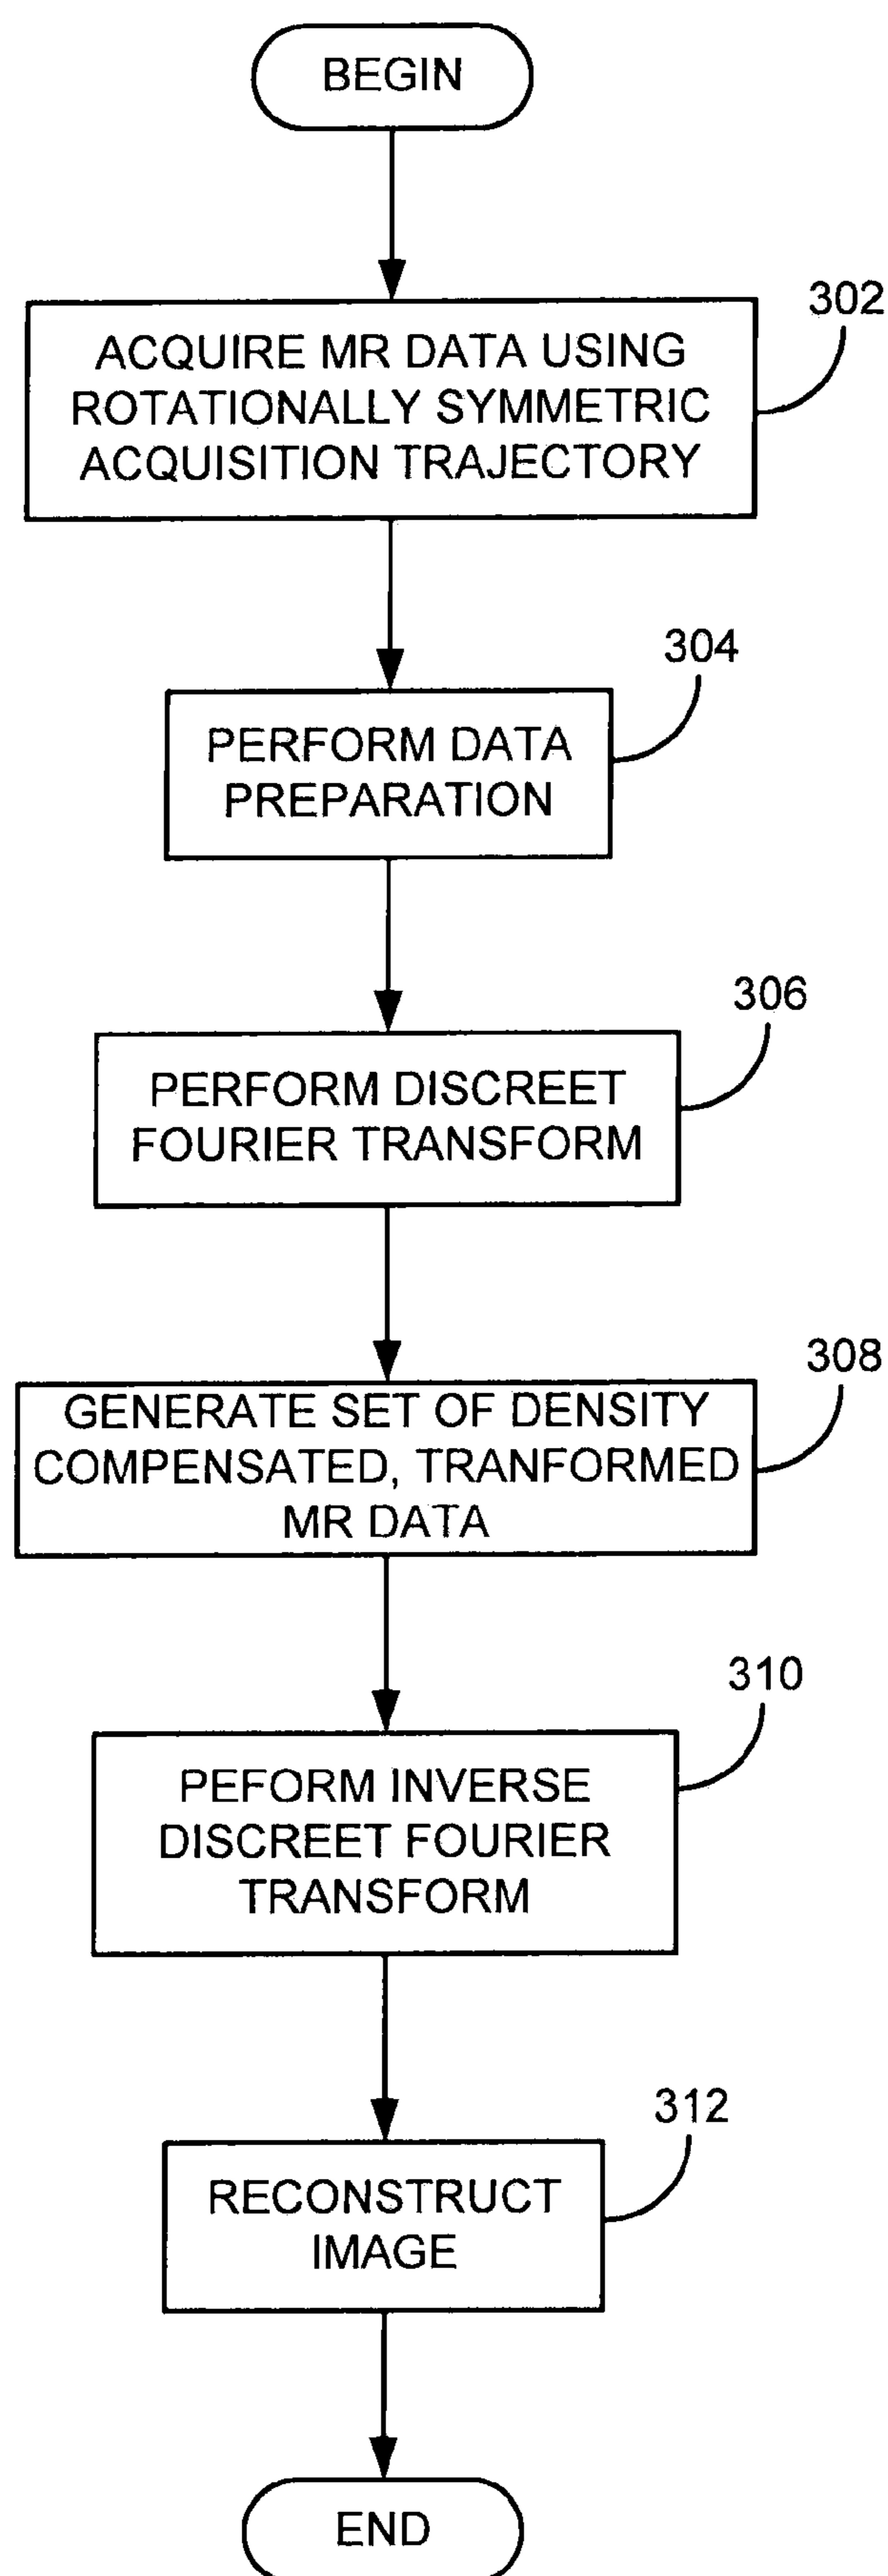 BEGIN
302
ACQUIRE MR DATA USING
ROTATIONALLY SYMMETRIC
ACQUISITION TRAJECTORY
304
PERFORM DATA
PREPARATION
306
PERFORM DISCREET
FOURIER TRANSFORM
308
GENERATE SET OF DENSITY
COMPENSATED, TRANFORMED
MR DATA
310
PEFORM INVERSE
DISCREET FOURIER
TRANSFORM
312
RECONSTRUCT
IMAGE
END